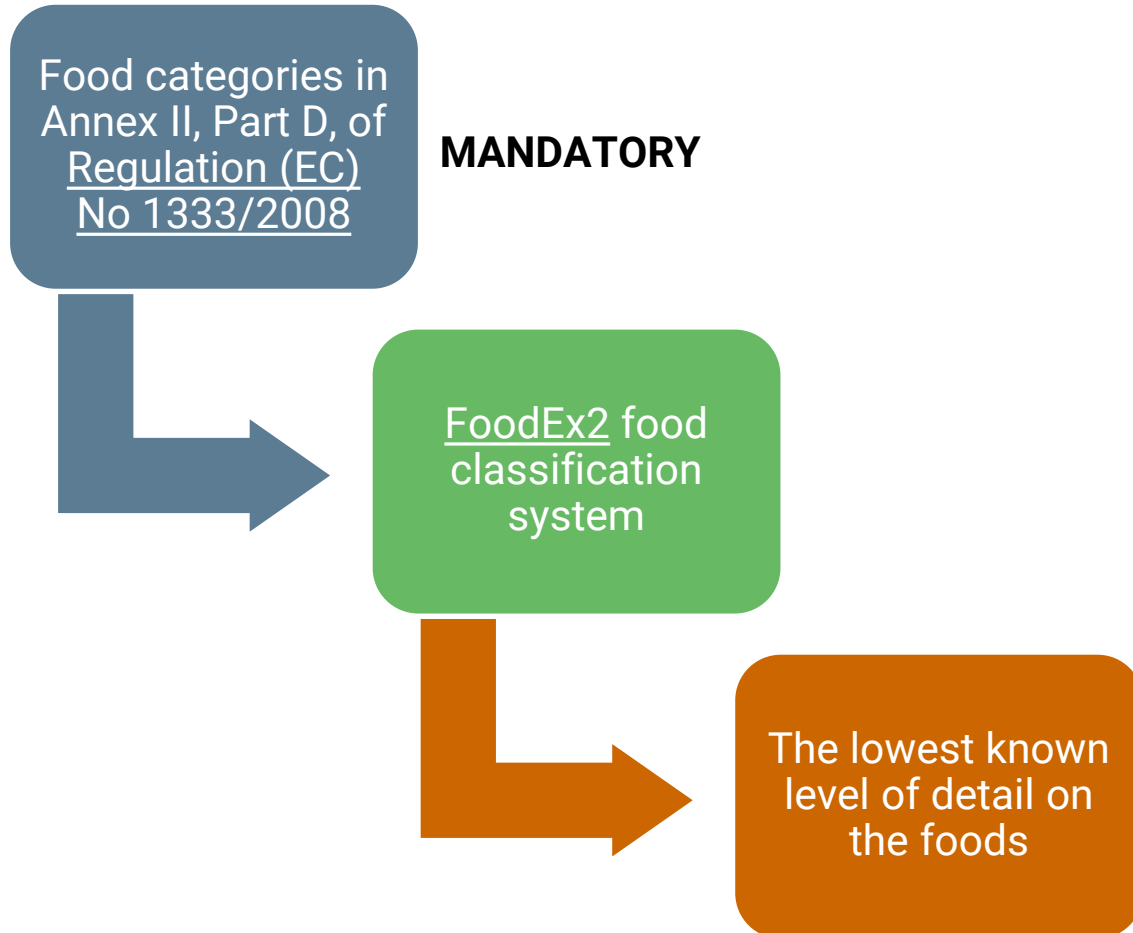 Food categories in
Annex II, Part D, of
Regulation (EC)
No 1333/2008
MANDATORY
FoodEx2 food
classification
system
The lowest known
level of detail on
the foods